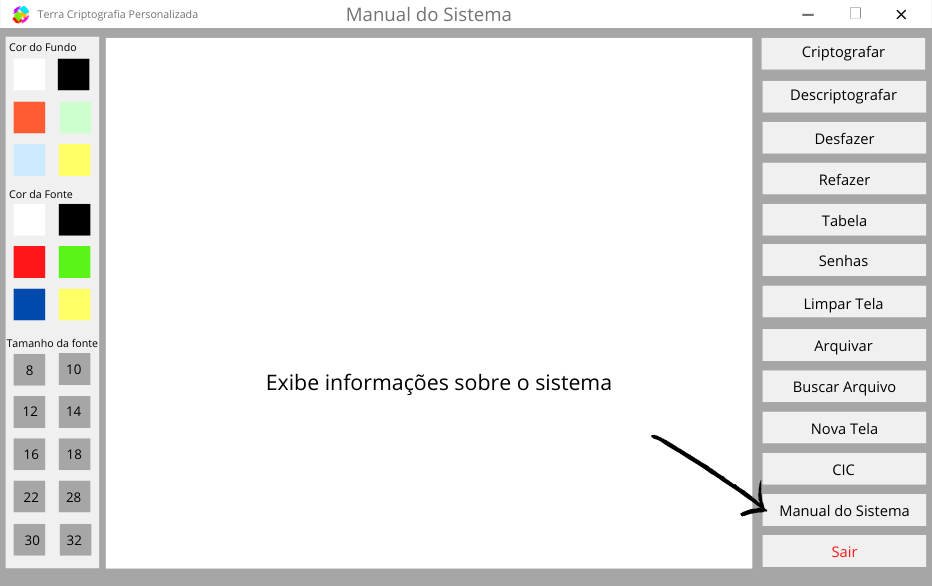 Terra Criptografia Personalizada
Manual do Sistema
Cor do Fundo
Cor da Fonte
Tamanho da fonte
8 10
12 14
16 18
22 28
30 32
Exibe informações sobre o sistema
Criptografar
Descriptografar
Desfazer
Refazer
Tabela
Senhas
Limpar Tela
Arquivar
Buscar Arquivo
Nova Tela
CIC
Manual do Sistema
Sair